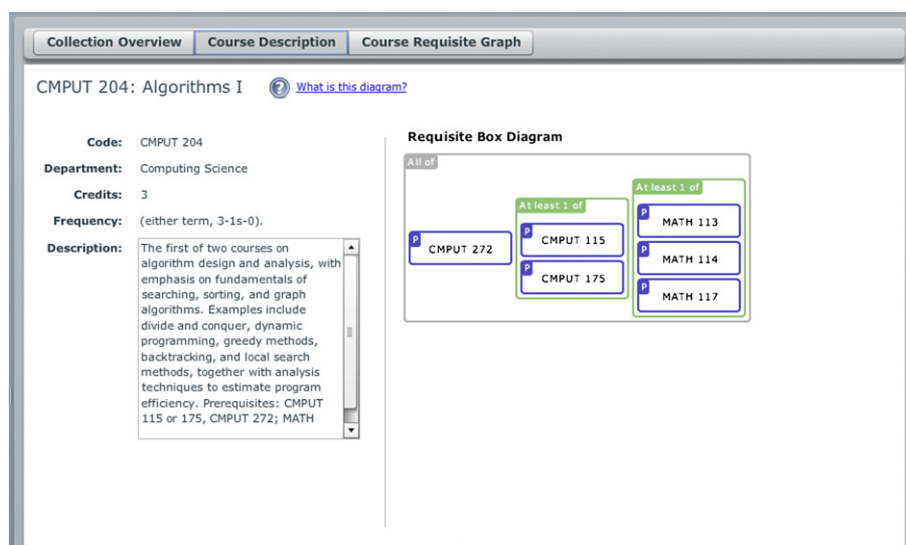 Collection Overview
Course Description
Course Requisite Graph
CMPUT 204: Algorithms I
? What is this diagram?
Code: CMPUT 204
Department: Computing Science
Credits: 3
Frequency: (either term, 3-1s-0).
Description: The first of two courses on
algorithm design and analysis, with
emphasis on fundamentals of
searching, sorting, and graph
algorithms. Examples include
divide and conquer, dynamic
programming, greedy methods,
backtracking, and local search
methods, together with analysis
techniques to estimate program
efficiency. Prerequisites: CMPUT
115 or 175, CMPUT 272; MATH
Requisite Box Diagram
All of
P CMPUT 272
At least 1 of
P CMPUT 115
P CMPUT 175
At least 1 of
P MATH 113
P MATH 114
P MATH 117